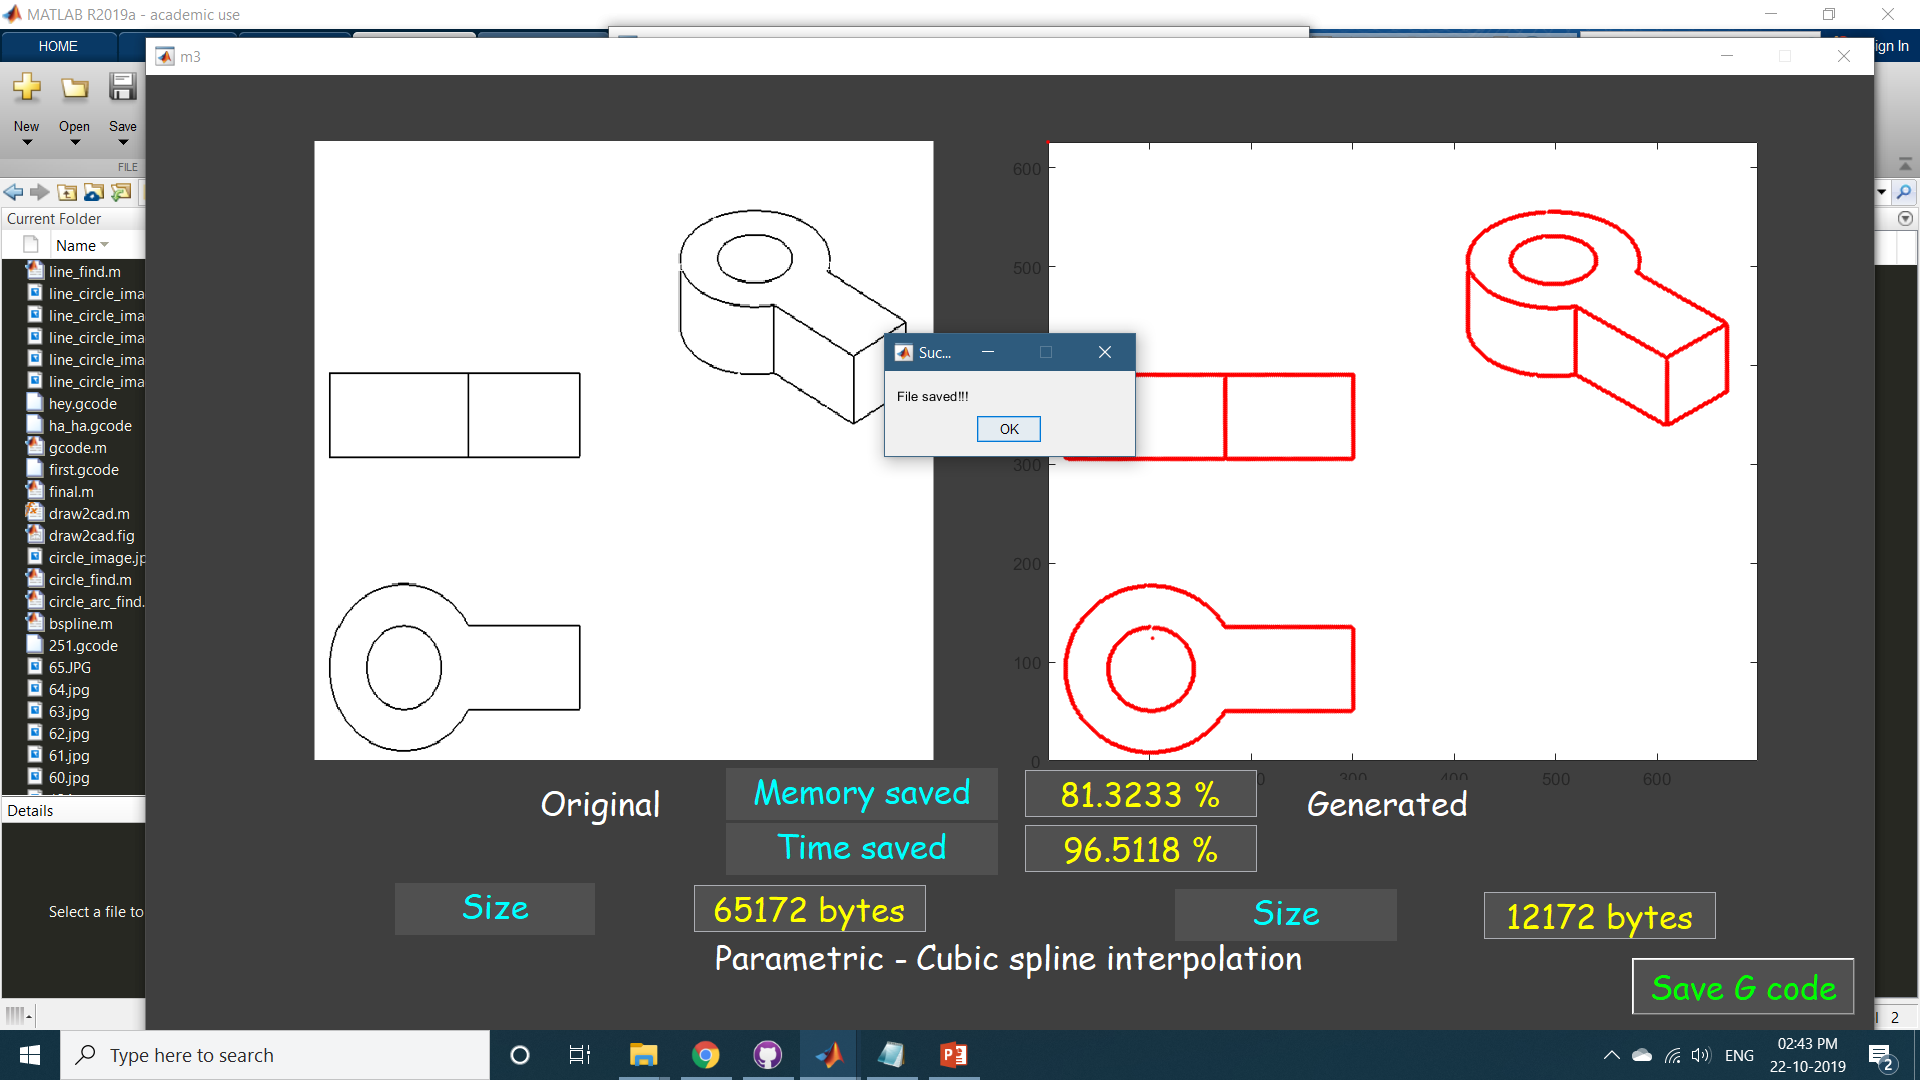 MATLAB R2019a - academic use
HOME
ign In
m3
New
Open
Save
FILE
Current Folder
Name
line_find.m
line_circle_ima
line_circle_ima
line_circle_ima
line_circle_ima
line_circle_ima
hey.gcode
ha_ha.gcode
gcode.m
first.gcode
final.m
draw2cad.m
draw2cad.fig
circle_image.jp
circle_find.m
circle_arc_find.
bspline.m
251.gcode
65.JPG
64.jpg
63.jpg
62.jpg
61.jpg
60.jpg
Details
Select a file to
600
500
300
200
100
0
0
300
400
500
600
Suc...
File saved!!!
OK
Original
Memory saved
81.3233 %
Generated
Time saved
96.5118 %
Size
65172 bytes
Size
12172 bytes
Parametric - Cubic spline interpolation
Save G code
2
Type here to search
ENG
02:43 PM
22-10-2019
2